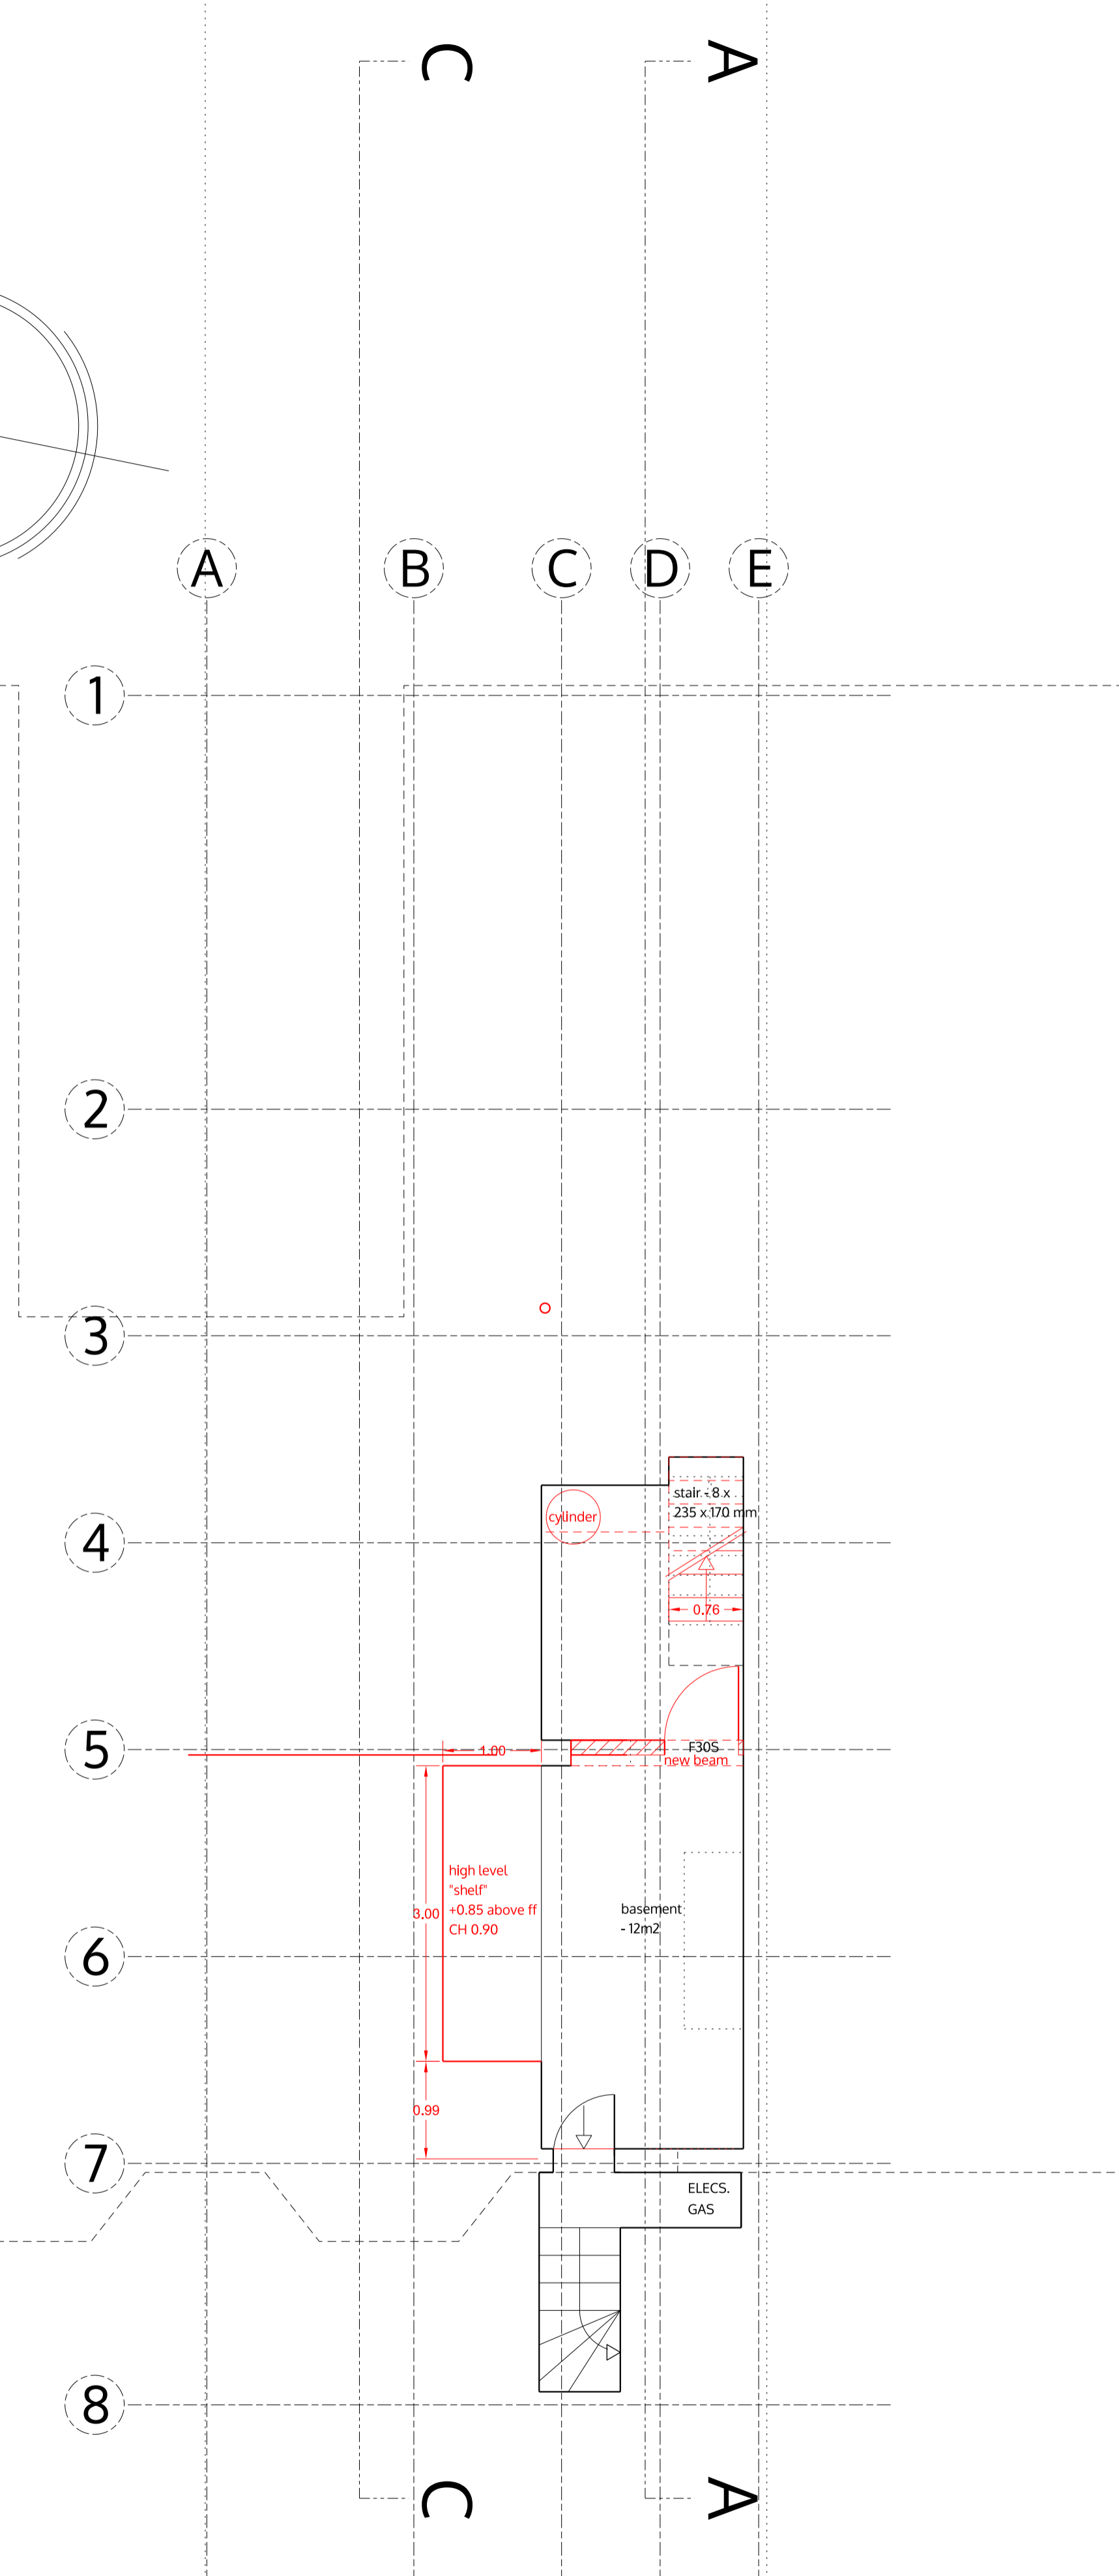 C
A
A
B
C
D
E
1
2
3
stair - 8 x
235 x 170 mm
cylinder
4
0.76
5
1.00
F30S
new beam
high level
"shelf"
+0.85 above ff
CH 0.90
3.00
basement
- 12m2
6
0.99
7
ELECS.
GAS
8
C
A